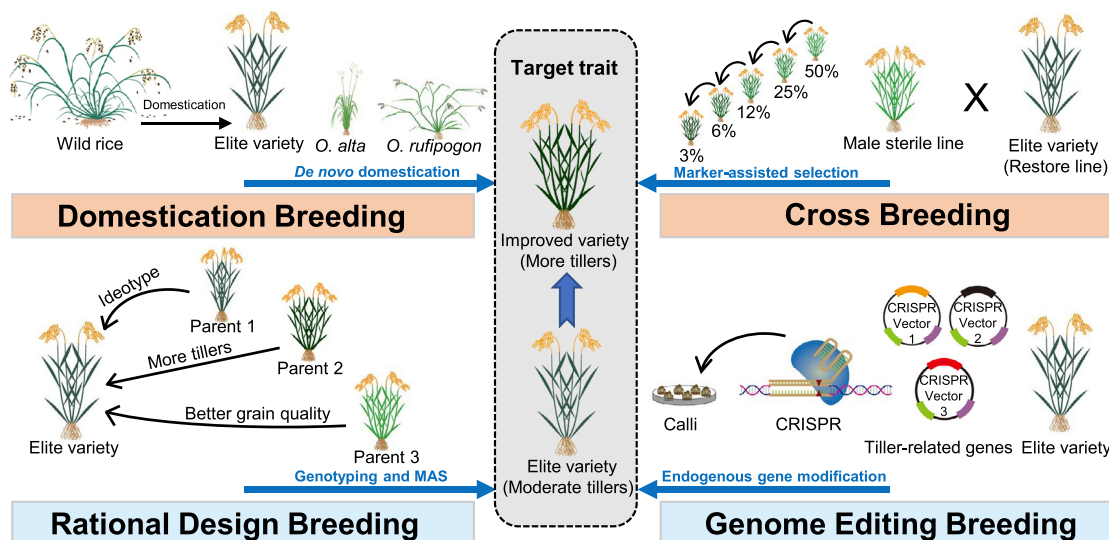 Domestication
Wild rice
Elite variety
O. alta
O. rufipogon
De novo domestication
Domestication Breeding
Target trait
Improved variety
(More tillers)
Elite variety
(Moderate tillers)
50%
25%
12%
6%
3%
Male sterile line
X
Elite variety
(Restore line)
Marker-assisted selection
Cross Breeding
Ideotype
Parent 1
More tillers
Parent 2
Better grain quality
Parent 3
Elite variety
Genotyping and MAS
Rational Design Breeding
CRISPR
Vector
1
CRISPR
Vector
2
CRISPR
Vector
3
Calli
CRISPR
Tiller-related genes
Elite variety
Endogenous gene modification
Genome Editing Breeding